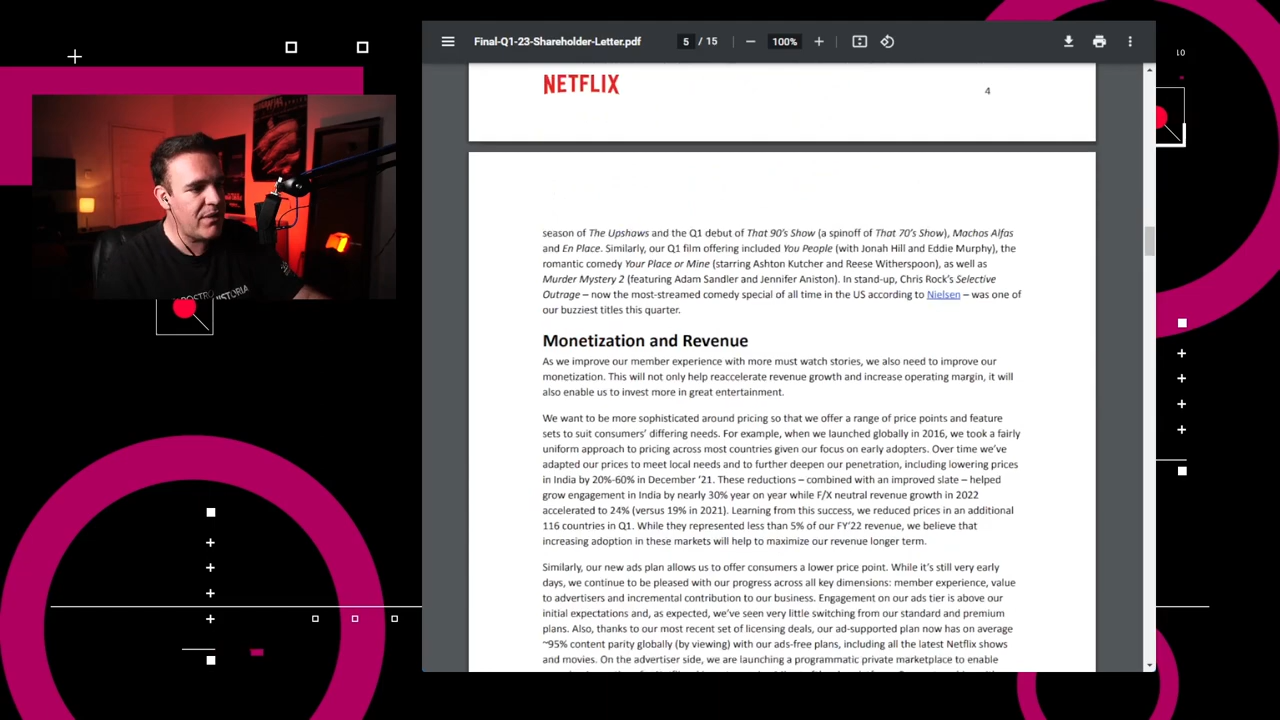 Final-Q1-23-Shareholder-Letter.pdf
5 / 15
100%
NETFLIX
4
season of The Upshaws and the Q1 debut of That 90's Show (a spinoff of That 70's Show), Machos Alfas
and En Place. Similarly, our Q1 film offering included You People (with Jonah Hill and Eddie Murphy), the
romantic comedy Your Place or Mine (starring Ashton Kutcher and Reese Witherspoon), as well as
Murder Mystery 2 (featuring Adam Sandler and Jennifer Aniston). In stand-up, Chris Rock's Selective
Outrage – now the most-streamed comedy special of all time in the US according to Nielsen – was one of
our buzziest titles this quarter.
Monetization and Revenue
As we improve our member experience with more must watch stories, we also need to improve our
monetization. This will not only help reaccelerate revenue growth and increase operating margin, it will
also enable us to invest more in great entertainment.
We want to be more sophisticated around pricing so that we offer a range of price points and feature
sets to suit consumers' differing needs. For example, when we launched globally in 2016, we took a fairly
uniform approach to pricing across most countries given our focus on early adopters. Over time we've
adapted our prices to meet local needs and to further deepen our penetration, including lowering prices
in India by 20%-60% in December '21. These reductions – combined with an improved slate – helped
grow engagement in India by nearly 30% year on year while F/X neutral revenue growth in 2022
accelerated to 24% (versus 19% in 2021). Learning from this success, we reduced prices in an additional
116 countries in Q1. While they represented less than 5% of our FY'22 revenue, we believe that
increasing adoption in these markets will help to maximize our revenue longer term.
Similarly, our new ads plan allows us to offer consumers a lower price point. While it's still very early
days, we continue to be pleased with our progress across all key dimensions: member experience, value
to advertisers and incremental contribution to our business. Engagement on our ads tier is above our
initial expectations and, as expected, we've seen very little switching from our standard and premium
plans. Also, thanks to our most recent set of licensing deals, our ad-supported plan now has on average
~95% content parity globally (by viewing) with our ads-free plans, including all the latest Netflix shows
and movies. On the advertiser side, we are launching a programmatic private marketplace to enable